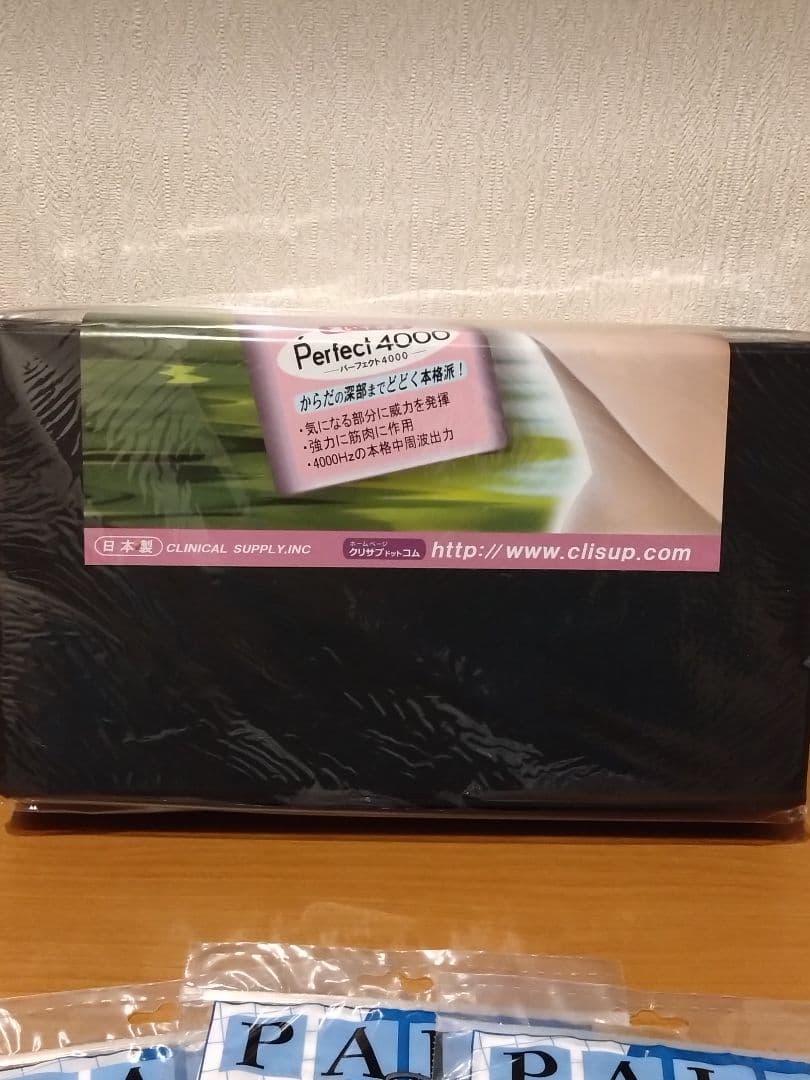 Perfect 4000
パーフェクト4000
からだの深部までとどく本格派!
・気になる部分に威力を発揮
・強力に筋肉に作用
・4000Hzの本格中周波出力
日本製 CLINICAL SUPPLY,INC ホームページ クリサプドットコム http://www.clisup.com
P A
P A